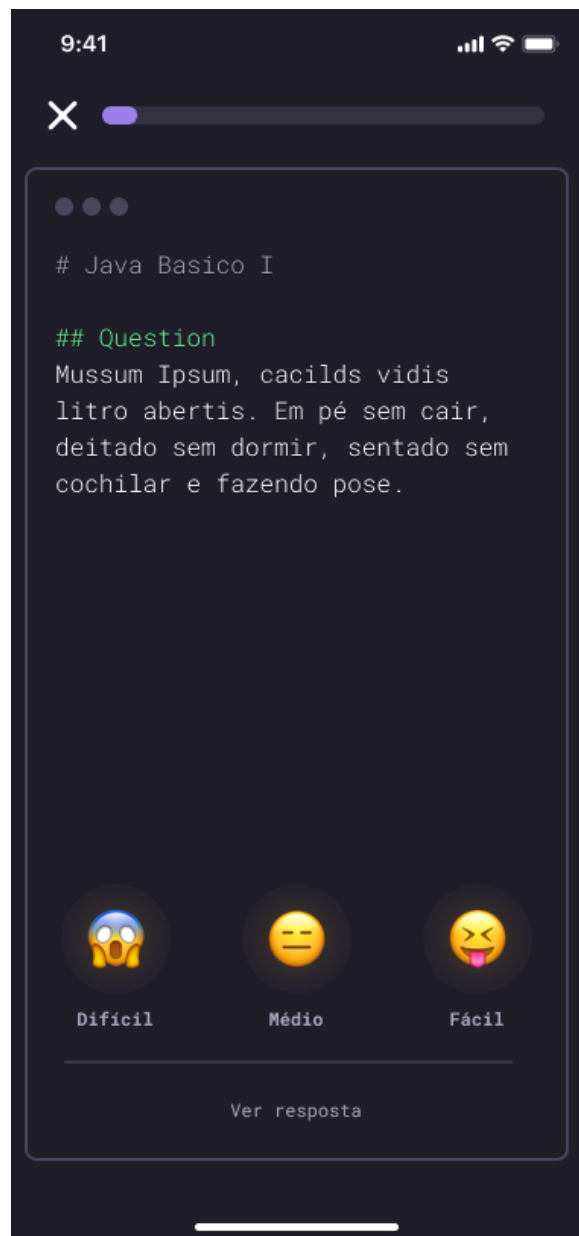 9:41
# Java Basico I
## Question
Mussum Ipsum, cacilds vidis
litro abertis. Em pé sem cair,
deitado sem dormir, sentado sem
cochilar e fazendo pose.
Difícil Médio Fácil
Ver resposta